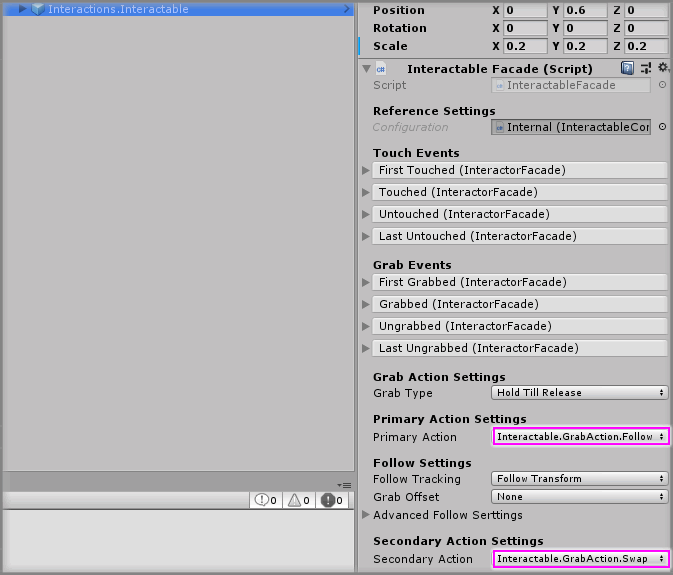 Interactions.Interactable
Position X 0 Y 0.6 Z 0
Rotation X 0 Y 0 Z 0
Scale X 0.2 Y 0.2 Z 0.2
Interactable Facade (Script)
Script InteractableFacade
Reference Settings
Configuration Internal (InteractableCor
Touch Events
First Touched (InteractorFacade)
Touched (InteractorFacade)
Untouched (InteractorFacade)
Last Untouched (InteractorFacade)
Grab Events
First Grabbed (InteractorFacade)
Grabbed (InteractorFacade)
Ungrabbed (InteractorFacade)
Last Ungrabbed (InteractorFacade)
Grab Action Settings
Grab Type Hold Till Release
Primary Action Settings
Primary Action Interactable.GrabAction.Follow
Follow Settings
Follow Tracking Follow Transform
Grab Offset None
Advanced Follow Serttings
Secondary Action Settings
Secondary Action Interactable.GrabAction.Swap
0 0 0